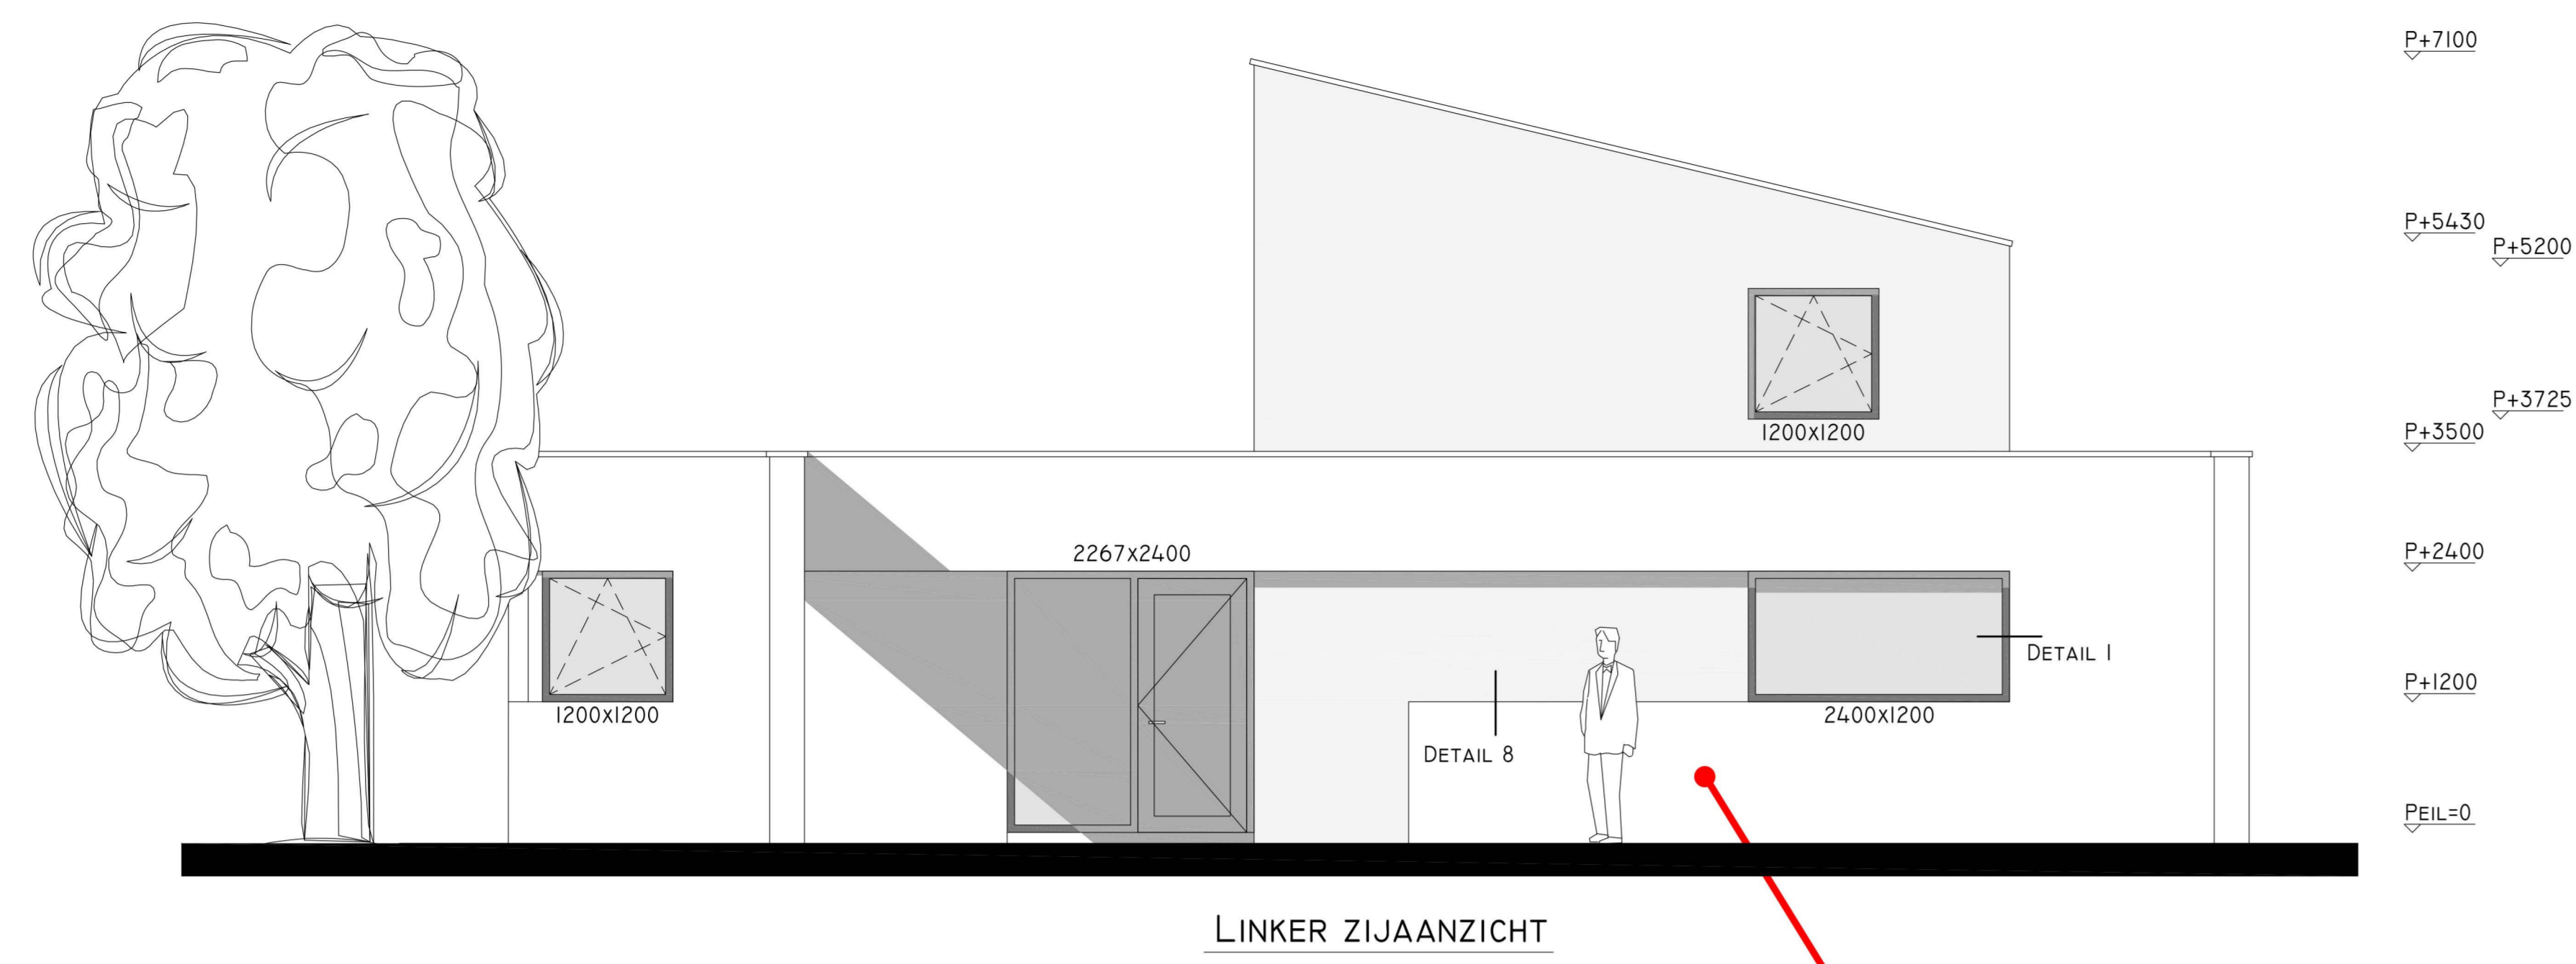 P+7100
P+5430
P+5200
P+3725
P+3500
1200x1200
P+2400
2267x2400
DETAIL 1
P+1200
1200x1200
2400x1200
DETAIL 8
PEIL=0
LINKER ZIJAANZICHT